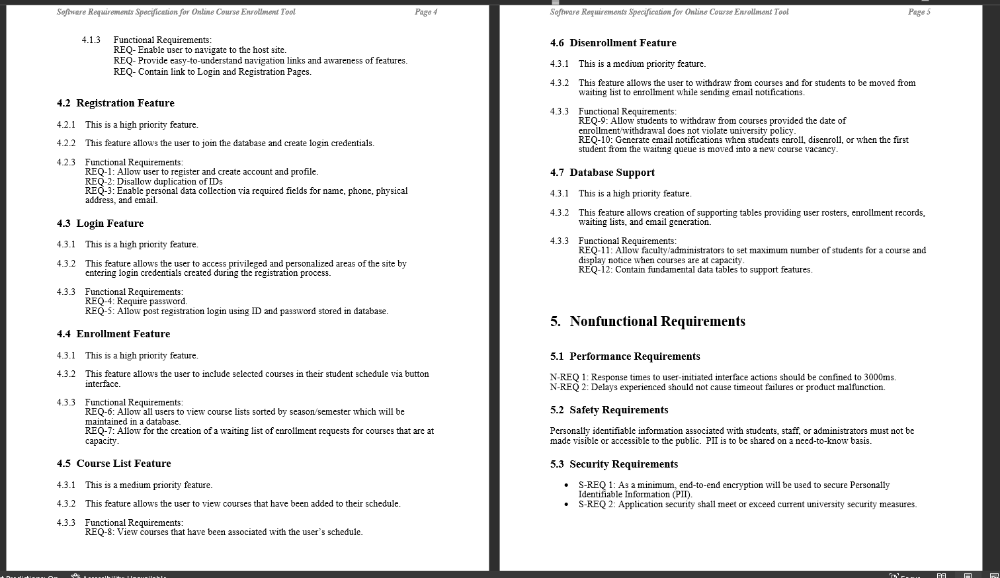 Software Requirements Specification for Online Course Enrollment Tool Page 4
4.1.3 Functional Requirements:
REQ- Enable user to navigate to the host site.
REQ- Provide easy-to-understand navigation links and awareness of features.
REQ- Contain link to Login and Registration Pages.
4.2 Registration Feature
4.2.1 This is a high priority feature.
4.2.2 This feature allows the user to join the database and create login credentials.
4.2.3 Functional Requirements:
REQ-1: Allow user to register and create account and profile.
REQ-2: Disallow duplication of IDs
REQ-3: Enable personal data collection via required fields for name, phone, physical
address, and email.
4.3 Login Feature
4.3.1 This is a high priority feature.
4.3.2 This feature allows the user to access privileged and personalized areas of the site by
entering login credentials created during the registration process.
4.3.3 Functional Requirements:
REQ-4: Require password.
REQ-5: Allow post registration login using ID and password stored in database.
4.4 Enrollment Feature
4.3.1 This is a high priority feature.
4.3.2 This feature allows the user to include selected courses in their student schedule via button
interface.
4.3.3 Functional Requirements:
REQ-6: Allow all users to view course lists sorted by season/semester which will be
maintained in a database.
REQ-7: Allow for the creation of a waiting list of enrollment requests for courses that are at
capacity.
4.5 Course List Feature
4.3.1 This is a medium priority feature.
4.3.2 This feature allows the user to view courses that have been added to their schedule.
4.3.3 Functional Requirements:
REQ-8: View courses that have been associated with the user's schedule.
Software Requirements Specification for Online Course Enrollment Tool Page 5
4.6 Disenrollment Feature
4.3.1 This is a medium priority feature.
4.3.2 This feature allows the user to withdraw from courses and for students to be moved from
waiting list to enrollment while sending email notifications.
4.3.3 Functional Requirements:
REQ-9: Allow students to withdraw from courses provided the date of
enrollment/withdrawal does not violate university policy.
REQ-10: Generate email notifications when students enroll, disenroll, or when the first
student from the waiting queue is moved into a new course vacancy.
4.7 Database Support
4.3.1 This is a high priority feature.
4.3.2 This feature allows creation of supporting tables providing user rosters, enrollment records,
waiting lists, and email generation.
4.3.3 Functional Requirements:
REQ-11: Allow faculty/administrators to set maximum number of students for a course and
display notice when courses are at capacity.
REQ-12: Contain fundamental data tables to support features.
5. Nonfunctional Requirements
5.1 Performance Requirements
N-REQ 1: Response times to user-initiated interface actions should be confined to 3000ms.
N-REQ 2: Delays experienced should not cause timeout failures or product malfunction.
5.2 Safety Requirements
Personally identifiable information associated with students, staff, or administrators must not be
made visible or accessible to the public. PII is to be shared on a need-to-know basis.
5.3 Security Requirements
• S-REQ 1: As a minimum, end-to-end encryption will be used to secure Personally
Identifiable Information (PII).
• S-REQ 2: Application security shall meet or exceed current university security measures.